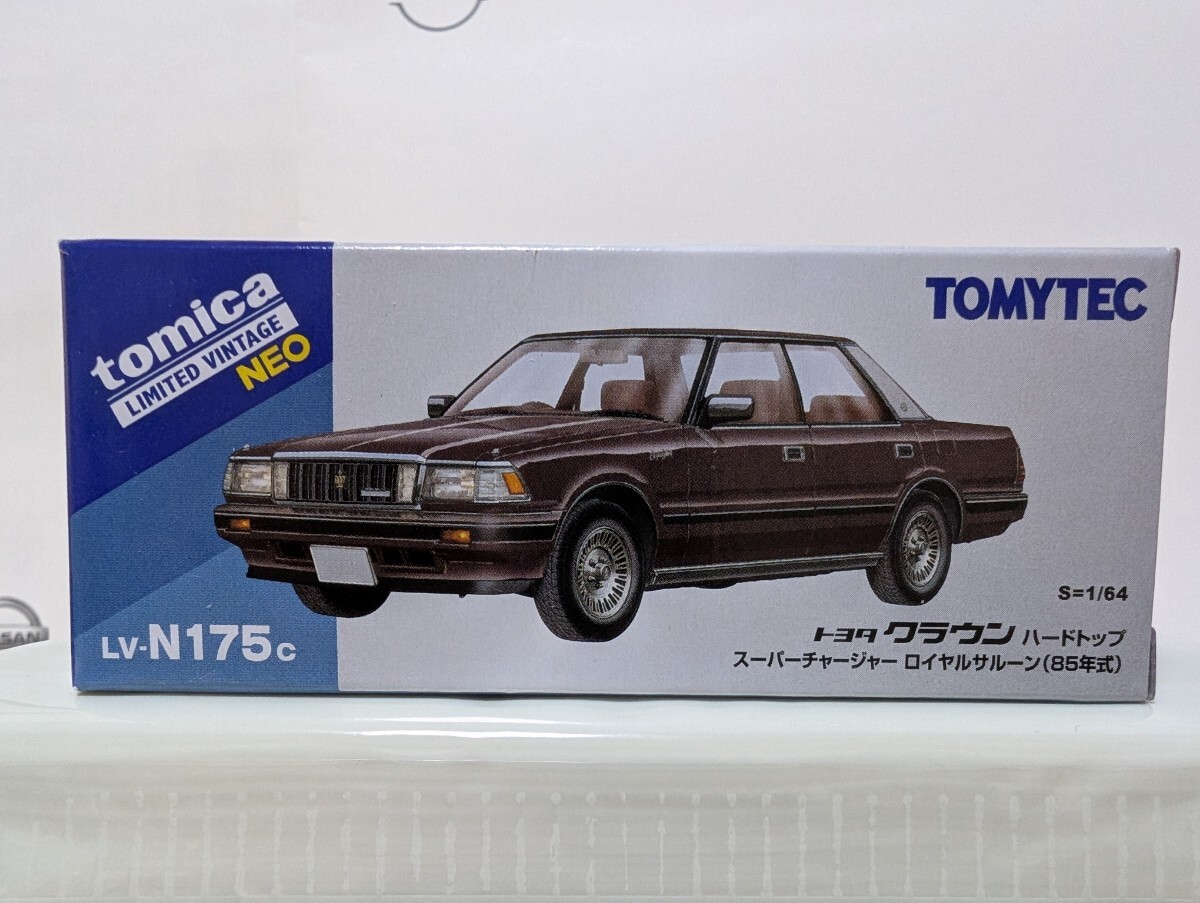 tomica
LIMITED VINTAGE
NEO
TOMYTEC
S=1/64
LV-N175c
トヨタ クラウン ハードトップ
スーパーチャージャー ロイヤルサルーン(85年式)